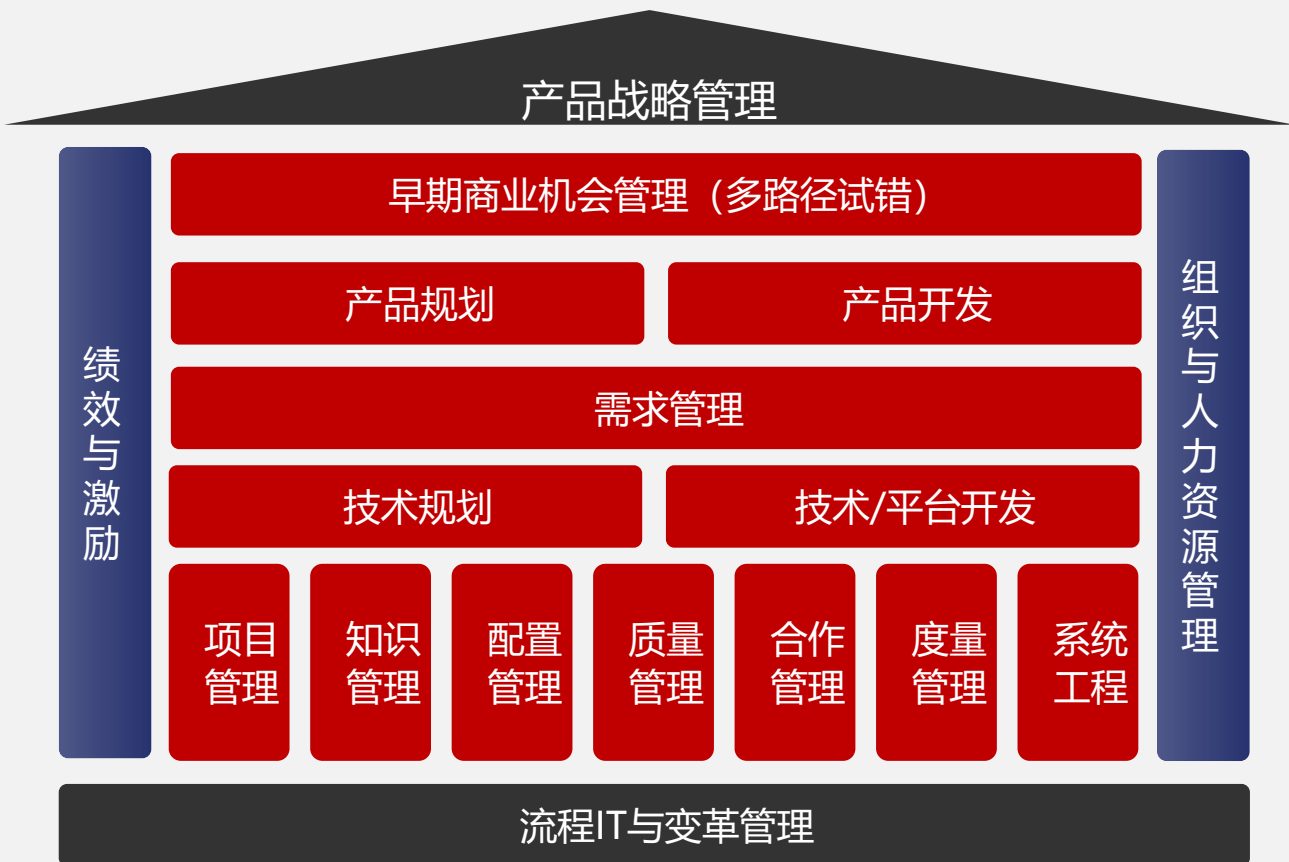 产品战略管理
早期商业机会管理（多路径试错）
产品规划
产品开发
需求管理
技术规划
技术/平台开发
项目
管理
知识
管理
配置
管理
质量
管理
合作
管理
度量
管理
系统
工程
绩效与激励
组织与人力资源管理
流程IT与变革管理